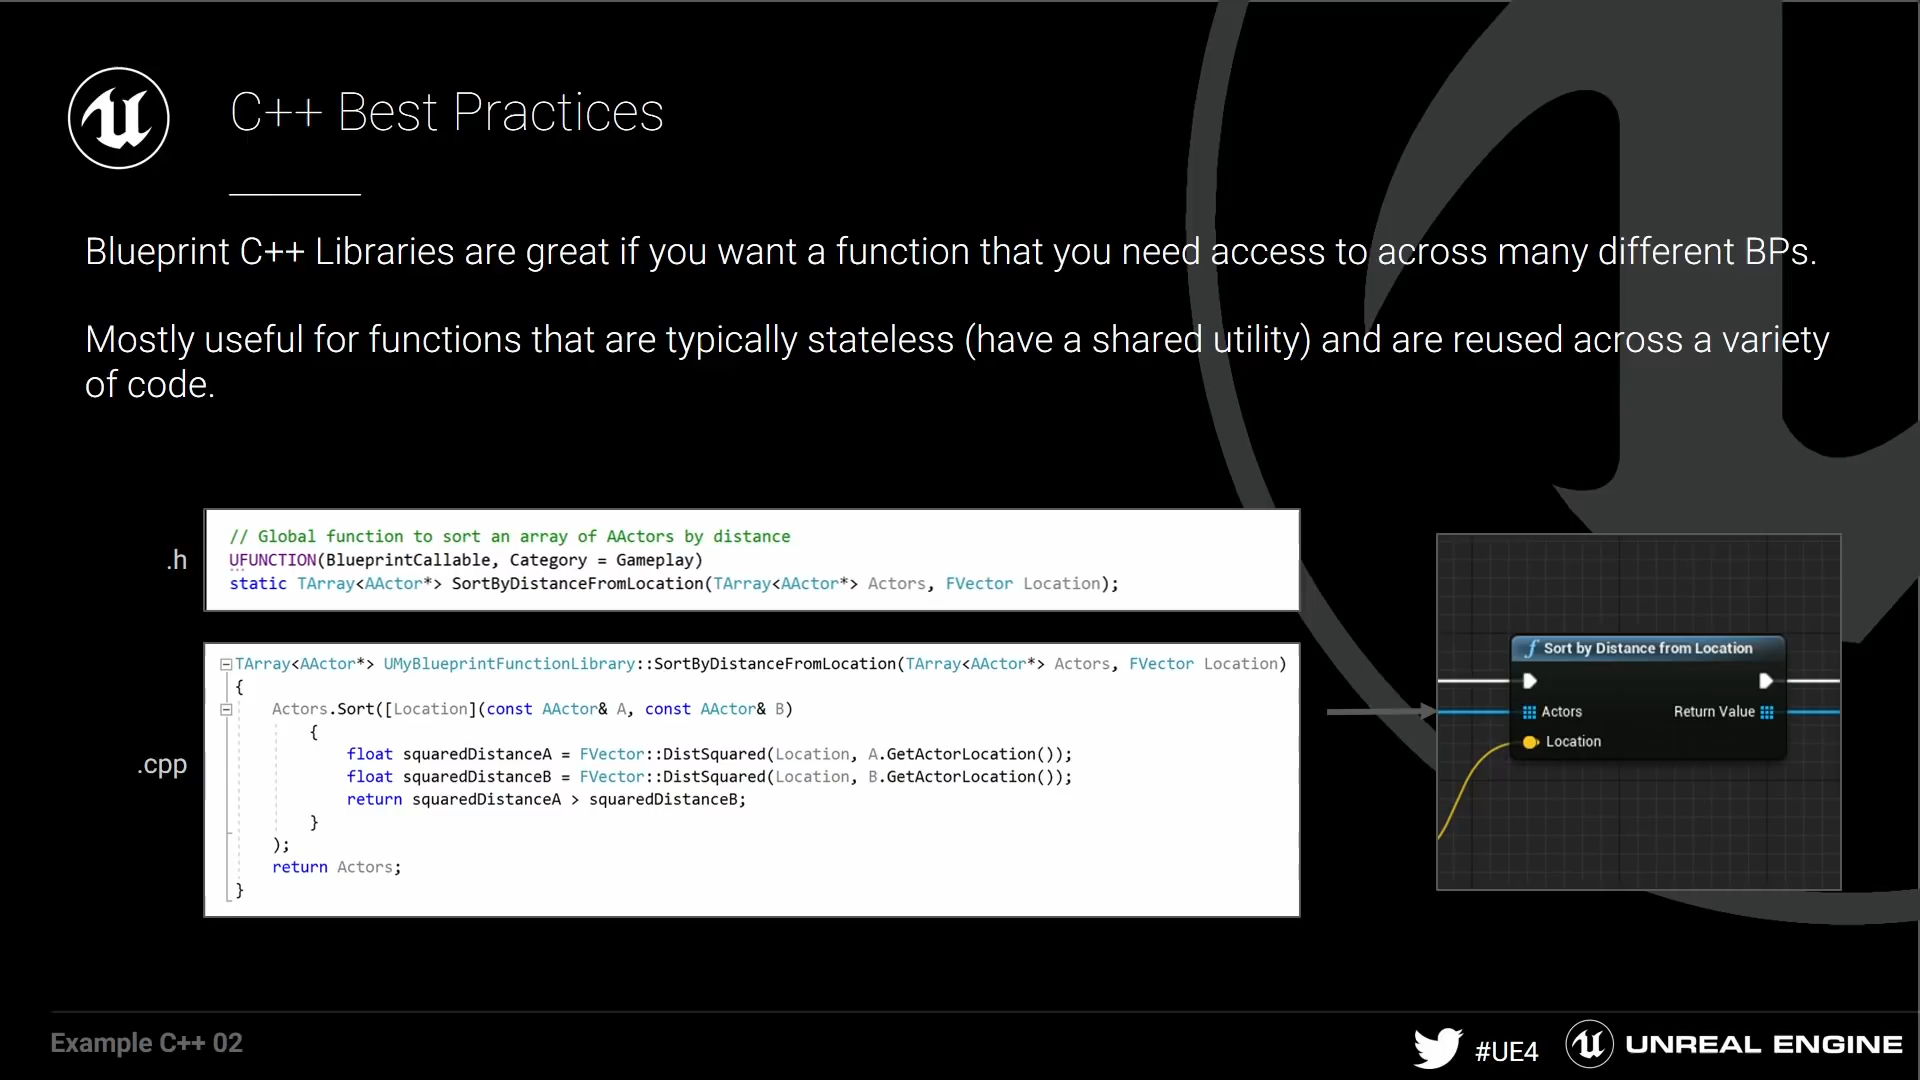 C++ Best Practices
Blueprint C++ Libraries are great if you want a function that you need access to across many different BPs.
Mostly useful for functions that are typically stateless (have a shared utility) and are reused across a variety
of code.
.h
// Global function to sort an array of AActors by distance
UFUNCTION(BlueprintCallable, Category = Gameplay)
static TArray<AActor*> SortByDistanceFromLocation(TArray<AActor*> Actors, FVector Location);
.cpp
TArray<AActor*> UMyBlueprintFunctionLibrary::SortByDistanceFromLocation(TArray<AActor*> Actors, FVector Location)
{
Actors.Sort([Location](const AActor& A, const AActor& B)
{
float squaredDistanceA = FVector::DistSquared(Location, A.GetActorLocation());
float squaredDistanceB = FVector::DistSquared(Location, B.GetActorLocation());
return squaredDistanceA > squaredDistanceB;
}
);
return Actors;
}
f Sort by Distance from Location
Actors Return Value
Location
Example C++ 02
#UE4 UNREAL ENGINE